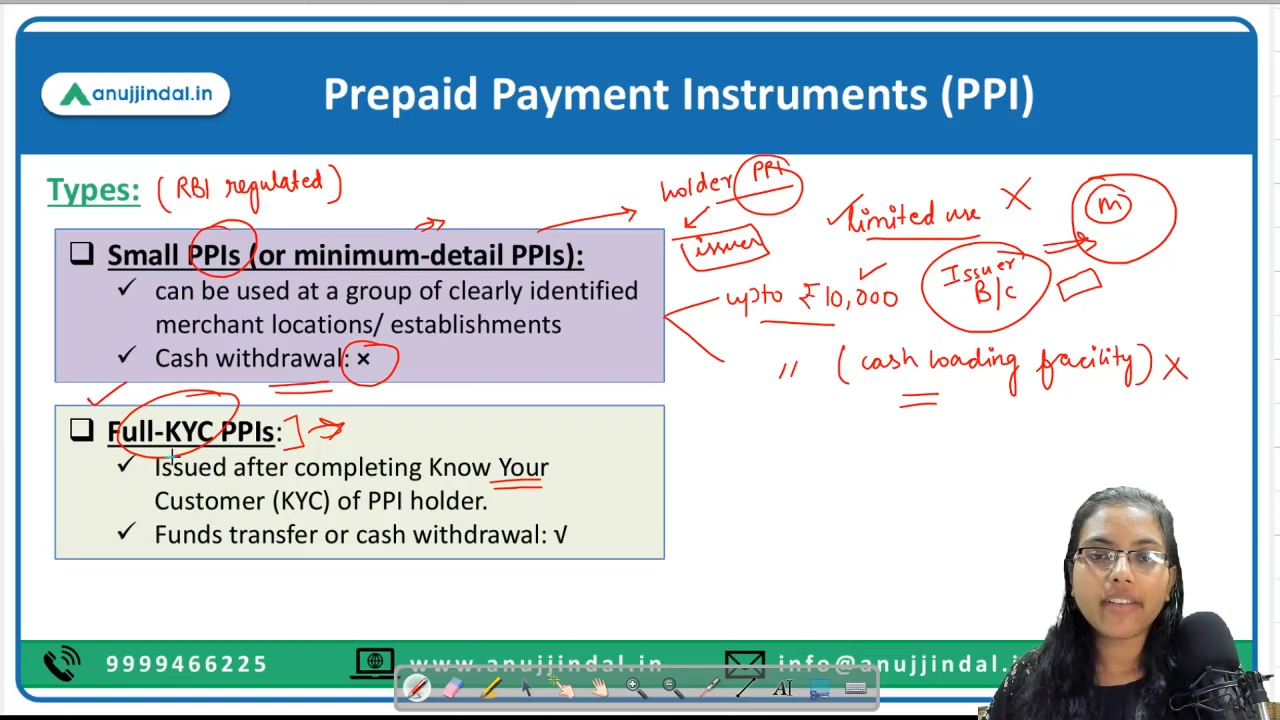 anujjindal.in
Prepaid Payment Instruments (PPI)
Types: (RBI regulated)
holder PPI
issuer
limited use X
m
Small PPIs (or minimum-detail PPIs):
can be used at a group of clearly identified
merchant locations/ establishments
Cash withdrawal: ×
upto ₹10,000
Issuer
B/c
" (cash loading facility) X
Full-KYC PPIs:
Issued after completing Know Your
Customer (KYC) of PPI holder.
Funds transfer or cash withdrawal: √
9999466225
www.anujjindal.in
info@anujjindal.i
AI